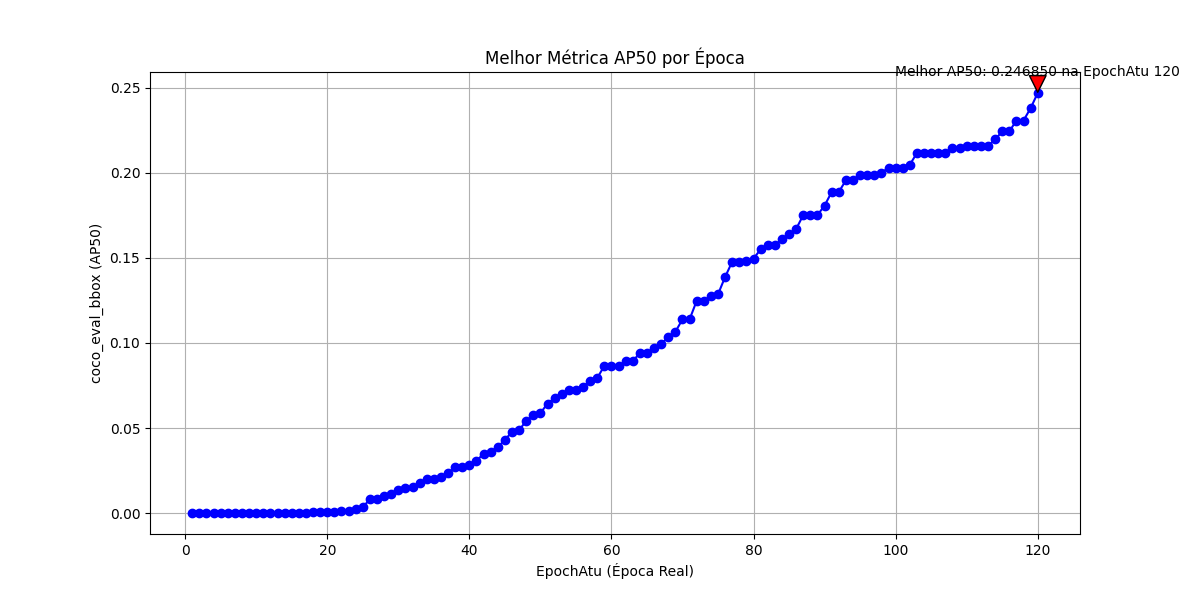 Melhor Métrica AP50 por Época
Melhor AP50: 0.246850 na EpochAtu 120
coco_eval_bbox (AP50)
0.25
0.20
0.15
0.10
0.05
0.00
0 20 40 60 80 100 120
EpochAtu (Época Real)